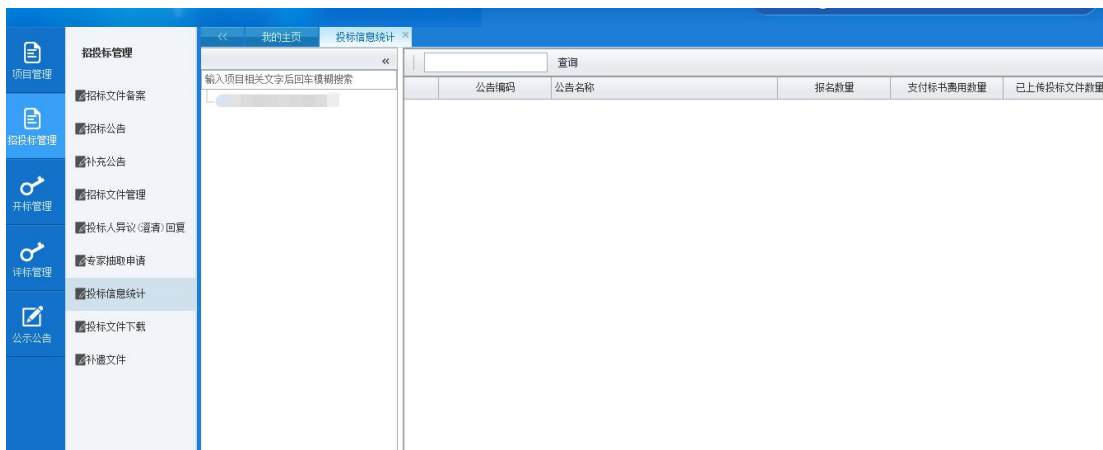 << 我的主页 投标信息统计 ×
项目管理
招投标管理
开标管理
评标管理
公示公告
招投标管理
招标文件备案
招标公告
补充公告
招标文件管理
投标人异议(澄清)回复
专家抽取申请
投标信息统计
投标文件下载
补遗文件
«
输入项目相关文字后回车模糊搜索
查询
公告编码 公告名称 报名数量 支付标书费用数量 已上传投标文件数量